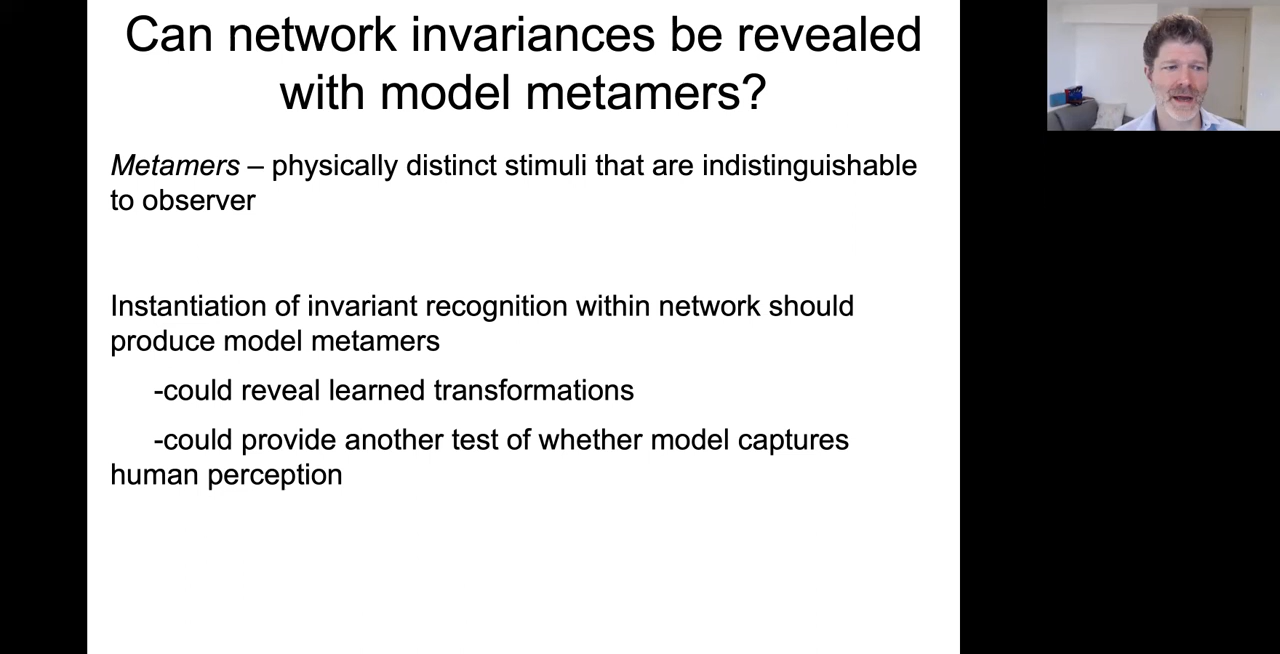 Can network invariances be revealed
with model metamers?
Metamers – physically distinct stimuli that are indistinguishable
to observer
Instantiation of invariant recognition within network should
produce model metamers
-could reveal learned transformations
-could provide another test of whether model captures
human perception